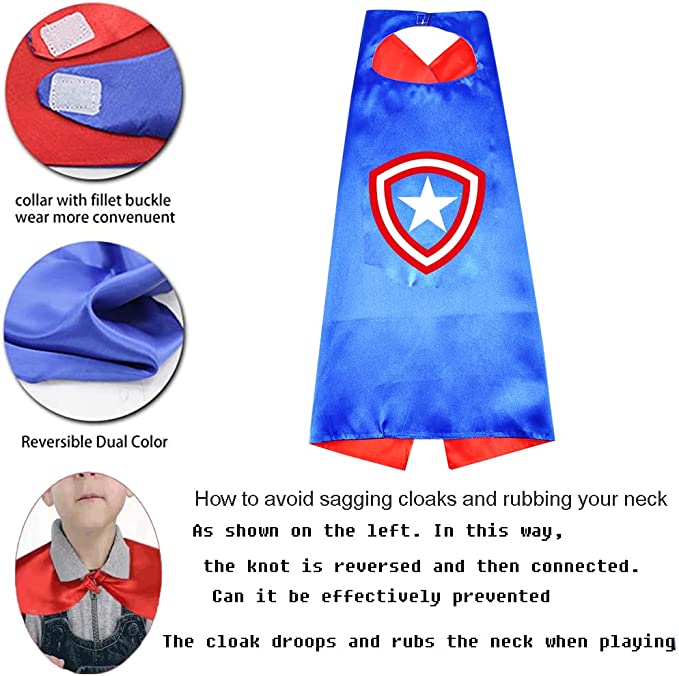 collar with fillet buckle
wear more convenuent
Reversible Dual Color
How to avoid sagging cloaks and rubbing your neck
As shown on the left. In this way,
the knot is reversed and then connected.
Can it be effectively prevented
The cloak droops and rubs the neck when playing